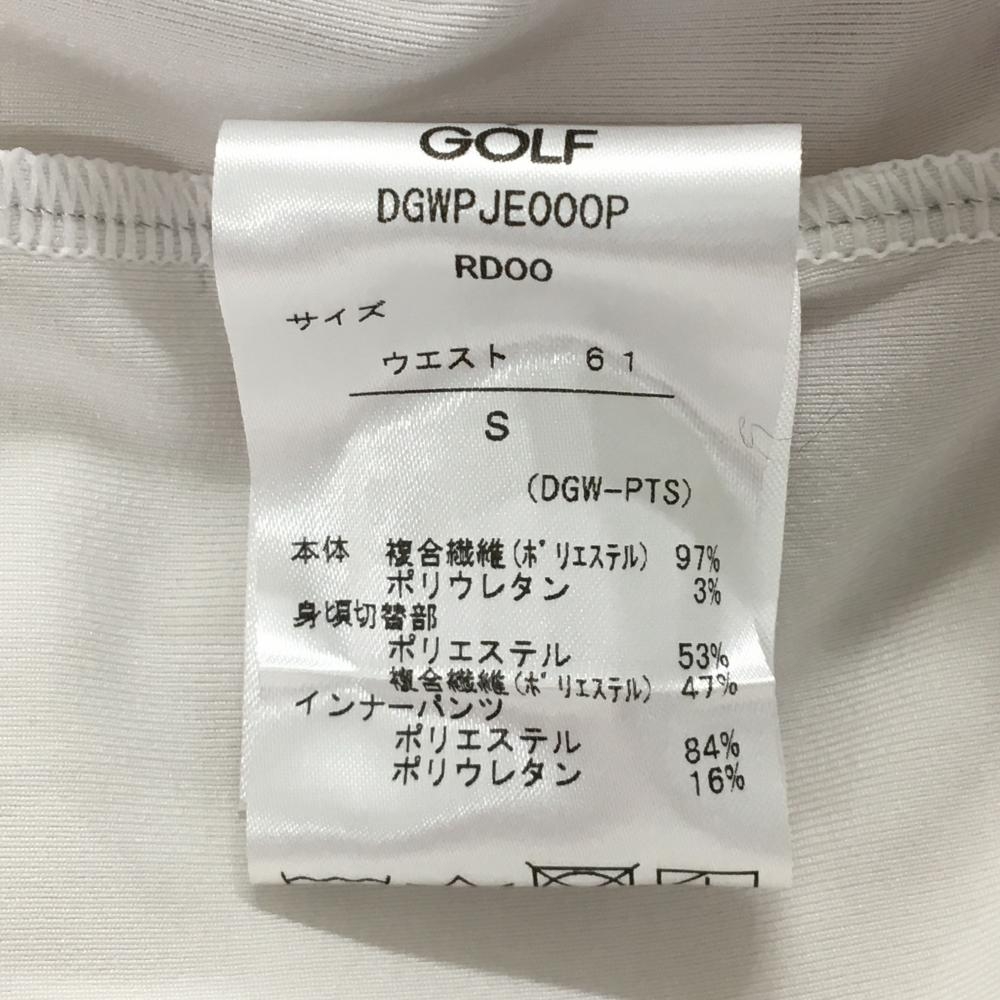 GOLF
DGWPJE000P
RD00
サイズ
ウエスト 61
S
(DGW-PTS)
本体 複合繊維(ポリエステル) 97%
ポリウレタン 3%
身頃切替部
ポリエステル 53%
複合繊維(ポリエステル) 47%
インナーパンツ
ポリエステル 84%
ポリウレタン 16%